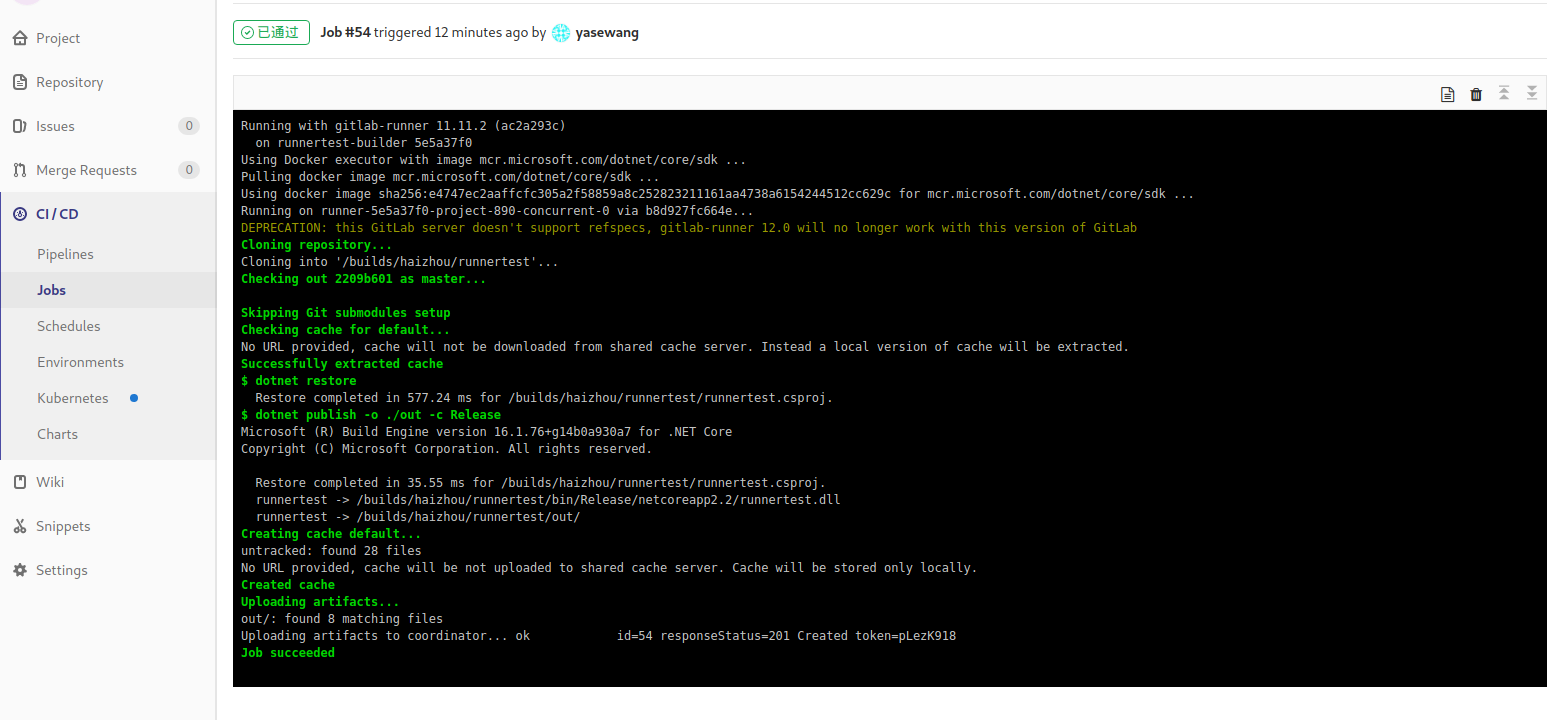 Project
Repository
Issues 0
Merge Requests 0
CI / CD
Pipelines
Jobs
Schedules
Environments
Kubernetes
Charts
Wiki
Snippets
Settings
已通过 Job #54 triggered 12 minutes ago by yasewang
Running with gitlab-runner 11.11.2 (ac2a293c)
on runnertest-builder 5e5a37f0
Using Docker executor with image mcr.microsoft.com/dotnet/core/sdk ...
Pulling docker image mcr.microsoft.com/dotnet/core/sdk ...
Using docker image sha256:e4747ec2aaffcfc305a2f58859a8c252823211161aa4738a6154244512cc629c for mcr.microsoft.com/dotnet/core/sdk ...
Running on runner-5e5a37f0-project-890-concurrent-0 via b8d927fc664e...
DEPRECATION: this GitLab server doesn't support refspecs, gitlab-runner 12.0 will no longer work with this version of GitLab
Cloning repository...
Cloning into '/builds/haizhou/runnertest'...
Checking out 2209b601 as master...
Skipping Git submodules setup
Checking cache for default...
No URL provided, cache will not be downloaded from shared cache server. Instead a local version of cache will be extracted.
Successfully extracted cache
$ dotnet restore
Restore completed in 577.24 ms for /builds/haizhou/runnertest/runnertest.csproj.
$ dotnet publish -o ./out -c Release
Microsoft (R) Build Engine version 16.1.76+g14b0a930a7 for .NET Core
Copyright (C) Microsoft Corporation. All rights reserved.
Restore completed in 35.55 ms for /builds/haizhou/runnertest/runnertest.csproj.
runnertest -> /builds/haizhou/runnertest/bin/Release/netcoreapp2.2/runnertest.dll
runnertest -> /builds/haizhou/runnertest/out/
Creating cache default...
untracked: found 28 files
No URL provided, cache will be not uploaded to shared cache server. Cache will be stored only locally.
Created cache
Uploading artifacts...
out/: found 8 matching files
Uploading artifacts to coordinator... ok id=54 responseStatus=201 Created token=pLezK918
Job succeeded